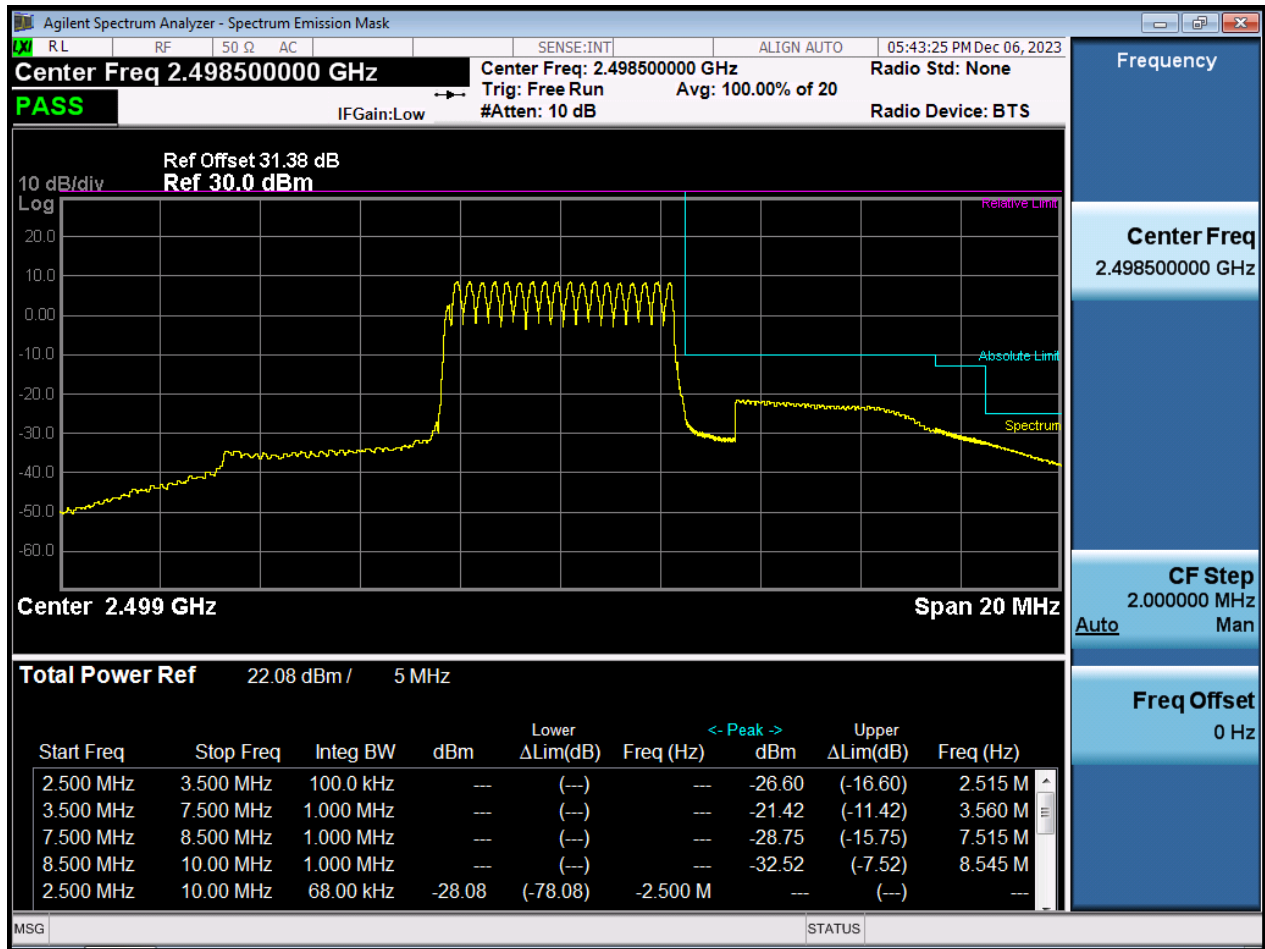 Agilent Spectrum Analyzer - Spectrum Emission Mask
LXI RL RF 50 Ω AC SENSE:INT ALIGN AUTO 05:43:25 PM Dec 06, 2023
Center Freq 2.498500000 GHz
Center Freq: 2.498500000 GHz Radio Std: None
Trig: Free Run Avg: 100.00% of 20
PASS
IFGain:Low #Atten: 10 dB Radio Device: BTS
Ref Offset 31.38 dB
10 dB/div Ref 30.0 dBm
Log
Relative Limit
20.0
10.0
0.00
-10.0
Absolute Limit
-20.0
-30.0
Spectrum
-40.0
-50.0
-60.0
Center 2.499 GHz Span 20 MHz
Total Power Ref 22.08 dBm / 5 MHz
Lower <- Peak -> Upper
Start Freq Stop Freq Integ BW dBm ΔLim(dB) Freq (Hz) dBm ΔLim(dB) Freq (Hz)
2.500 MHz 3.500 MHz 100.0 kHz --- (---) --- -26.60 (-16.60) 2.515 M
3.500 MHz 7.500 MHz 1.000 MHz --- (---) --- -21.42 (-11.42) 3.560 M
7.500 MHz 8.500 MHz 1.000 MHz --- (---) --- -28.75 (-15.75) 7.515 M
8.500 MHz 10.00 MHz 1.000 MHz --- (---) --- -32.52 (-7.52) 8.545 M
2.500 MHz 10.00 MHz 68.00 kHz -28.08 (-78.08) -2.500 M --- (---) ---
MSG STATUS
Frequency
Center Freq
2.498500000 GHz
CF Step
2.000000 MHz
Auto Man
Freq Offset
0 Hz